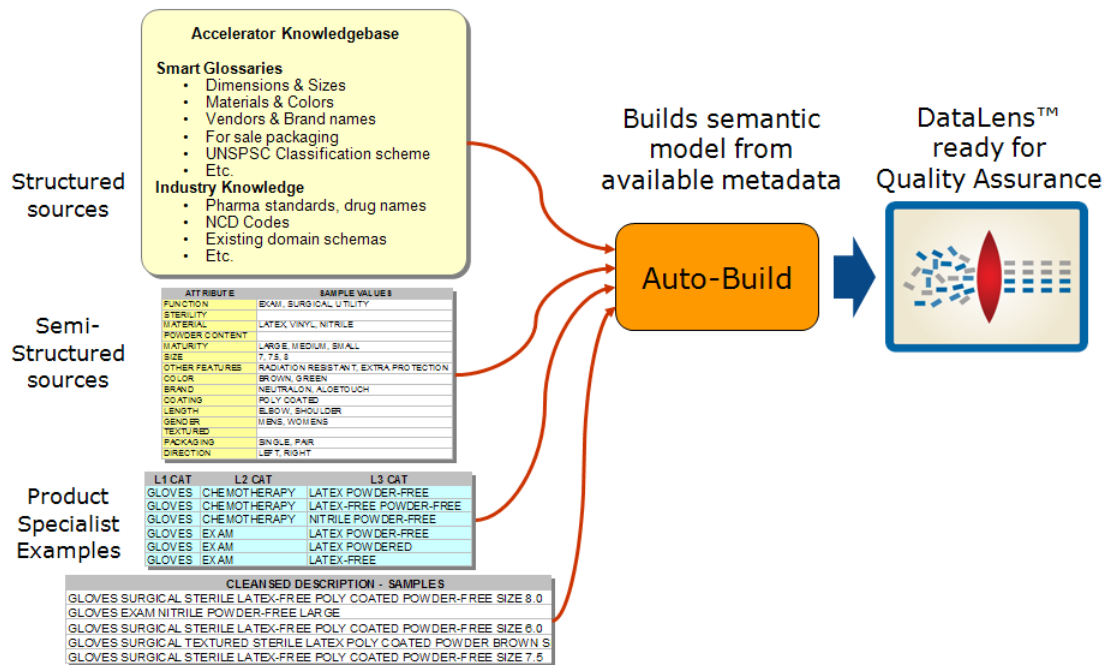 Accelerator Knowledgebase
Smart Glossaries
• Dimensions & Sizes
• Materials & Colors
• Vendors & Brand names
• For sale packaging
• UNSPSC Classification scheme
• Etc.
Industry Knowledge
• Pharma standards, drug names
• NCD Codes
• Existing domain schemas
• Etc.
Structured
sources
Semi-
Structured
sources
ATTRIBUTE SAMPLE VALUES
FUNCTION EXAM, SURGICAL, UTILITY
STERILITY
MATERIAL LATEX, VINYL, NITRILE
POWDER CONTENT
MATURITY LARGE, MEDIUM, SMALL
SIZE 7, 7.5, 8
OTHER FEATURES RADIATION RESISTANT, EXTRA PROTECTION
COLOR BROWN, GREEN
BRAND NEUTRALON, ALOETOUCH
COATING POLY COATED
LENGTH ELBOW, SHOULDER
GENDER MENS, WOMENS
TEXTURED
PACKAGING SINGLE, PAIR
DIRECTION LEFT, RIGHT
Product
Specialist
Examples
L1 CAT L2 CAT L3 CAT
GLOVES CHEMOTHERAPY LATEX POWDER-FREE
GLOVES CHEMOTHERAPY LATEX-FREE POWDER-FREE
GLOVES CHEMOTHERAPY NITRILE POWDER-FREE
GLOVES EXAM LATEX POWDER-FREE
GLOVES EXAM LATEX POWDERED
GLOVES EXAM LATEX-FREE
CLEANSED DESCRIPTION - SAMPLES
GLOVES SURGICAL STERILE LATEX-FREE POLY COATED POWDER-FREE SIZE 8.0
GLOVES EXAM NITRILE POWDER-FREE LARGE
GLOVES SURGICAL STERILE LATEX-FREE POLY COATED POWDER-FREE SIZE 6.0
GLOVES SURGICAL TEXTURED STERILE LATEX POLY COATED POWDER BROWN S
GLOVES SURGICAL STERILE LATEX-FREE POLY COATED POWDER-FREE SIZE 7.5
Builds semantic
model from
available metadata
Auto-Build
DataLens™
ready for
Quality Assurance